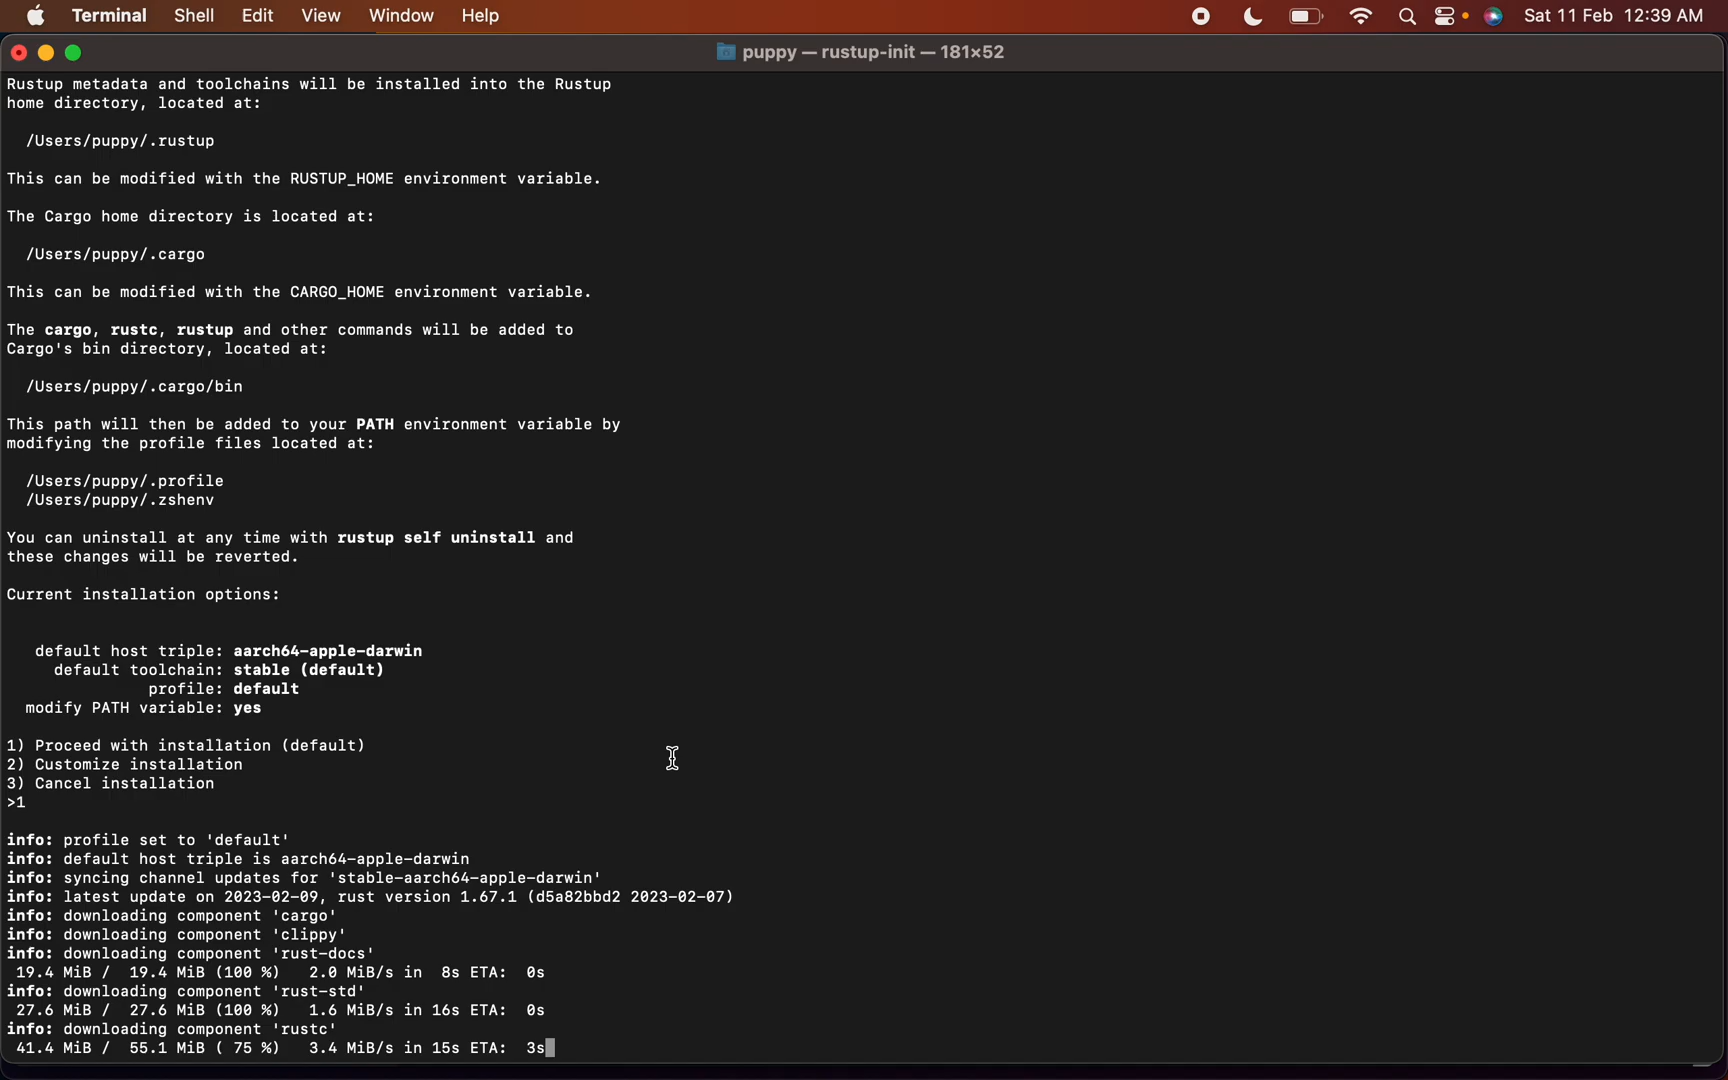 Terminal Shell Edit View Window Help Sat 11 Feb 12:39 AM
puppy — rustup-init — 181×52
Rustup metadata and toolchains will be installed into the Rustup
home directory, located at:
/Users/puppy/.rustup
This can be modified with the RUSTUP_HOME environment variable.
The Cargo home directory is located at:
/Users/puppy/.cargo
This can be modified with the CARGO_HOME environment variable.
The cargo, rustc, rustup and other commands will be added to
Cargo's bin directory, located at:
/Users/puppy/.cargo/bin
This path will then be added to your PATH environment variable by
modifying the profile files located at:
/Users/puppy/.profile
/Users/puppy/.zshenv
You can uninstall at any time with rustup self uninstall and
these changes will be reverted.
Current installation options:
default host triple: aarch64-apple-darwin
default toolchain: stable (default)
profile: default
modify PATH variable: yes
1) Proceed with installation (default)
2) Customize installation
3) Cancel installation
>1
info: profile set to 'default'
info: default host triple is aarch64-apple-darwin
info: syncing channel updates for 'stable-aarch64-apple-darwin'
info: latest update on 2023-02-09, rust version 1.67.1 (d5a82bbd2 2023-02-07)
info: downloading component 'cargo'
info: downloading component 'clippy'
info: downloading component 'rust-docs'
19.4 MiB / 19.4 MiB (100 %) 2.0 MiB/s in 8s ETA: 0s
info: downloading component 'rust-std'
27.6 MiB / 27.6 MiB (100 %) 1.6 MiB/s in 16s ETA: 0s
info: downloading component 'rustc'
41.4 MiB / 55.1 MiB ( 75 %) 3.4 MiB/s in 15s ETA: 3s